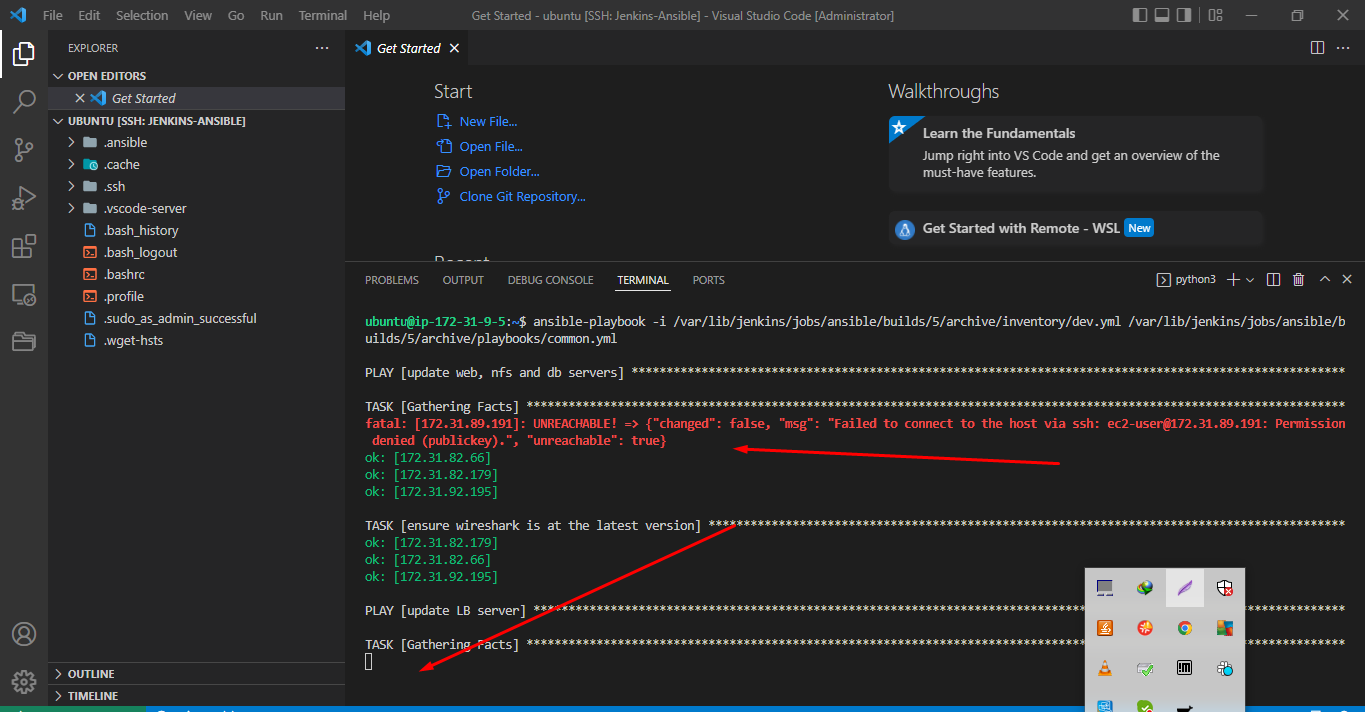 File Edit Selection View Go Run Terminal Help
Get Started - ubuntu [SSH: Jenkins-Ansible] - Visual Studio Code [Administrator]
EXPLORER
OPEN EDITORS
Get Started
UBUNTU [SSH: JENKINS-ANSIBLE]
.ansible
.cache
.ssh
.vscode-server
.bash_history
.bash_logout
.bashrc
.profile
.sudo_as_admin_successful
.wget-hsts
OUTLINE
TIMELINE
Get Started
Start
New File...
Open File...
Open Folder...
Clone Git Repository...
Walkthroughs
Learn the Fundamentals
Jump right into VS Code and get an overview of the
must-have features.
Get Started with Remote - WSL New
PROBLEMS OUTPUT DEBUG CONSOLE TERMINAL PORTS
python3
ubuntu@ip-172-31-9-5:~$ ansible-playbook -i /var/lib/jenkins/jobs/ansible/builds/5/archive/inventory/dev.yml /var/lib/jenkins/jobs/ansible/b
uilds/5/archive/playbooks/common.yml
PLAY [update web, nfs and db servers] *****************************************************************************************************
TASK [Gathering Facts] ********************************************************************************************************************
fatal: [172.31.89.191]: UNREACHABLE! => {"changed": false, "msg": "Failed to connect to the host via ssh: ec2-user@172.31.89.191: Permission
denied (publickey).", "unreachable": true}
ok: [172.31.82.66]
ok: [172.31.82.179]
ok: [172.31.92.195]
TASK [ensure wireshark is at the latest version] ******************************************************************************************
ok: [172.31.82.179]
ok: [172.31.82.66]
ok: [172.31.92.195]
PLAY [update LB server] *******************************************************************************************************************
TASK [Gathering Facts] ********************************************************************************************************************